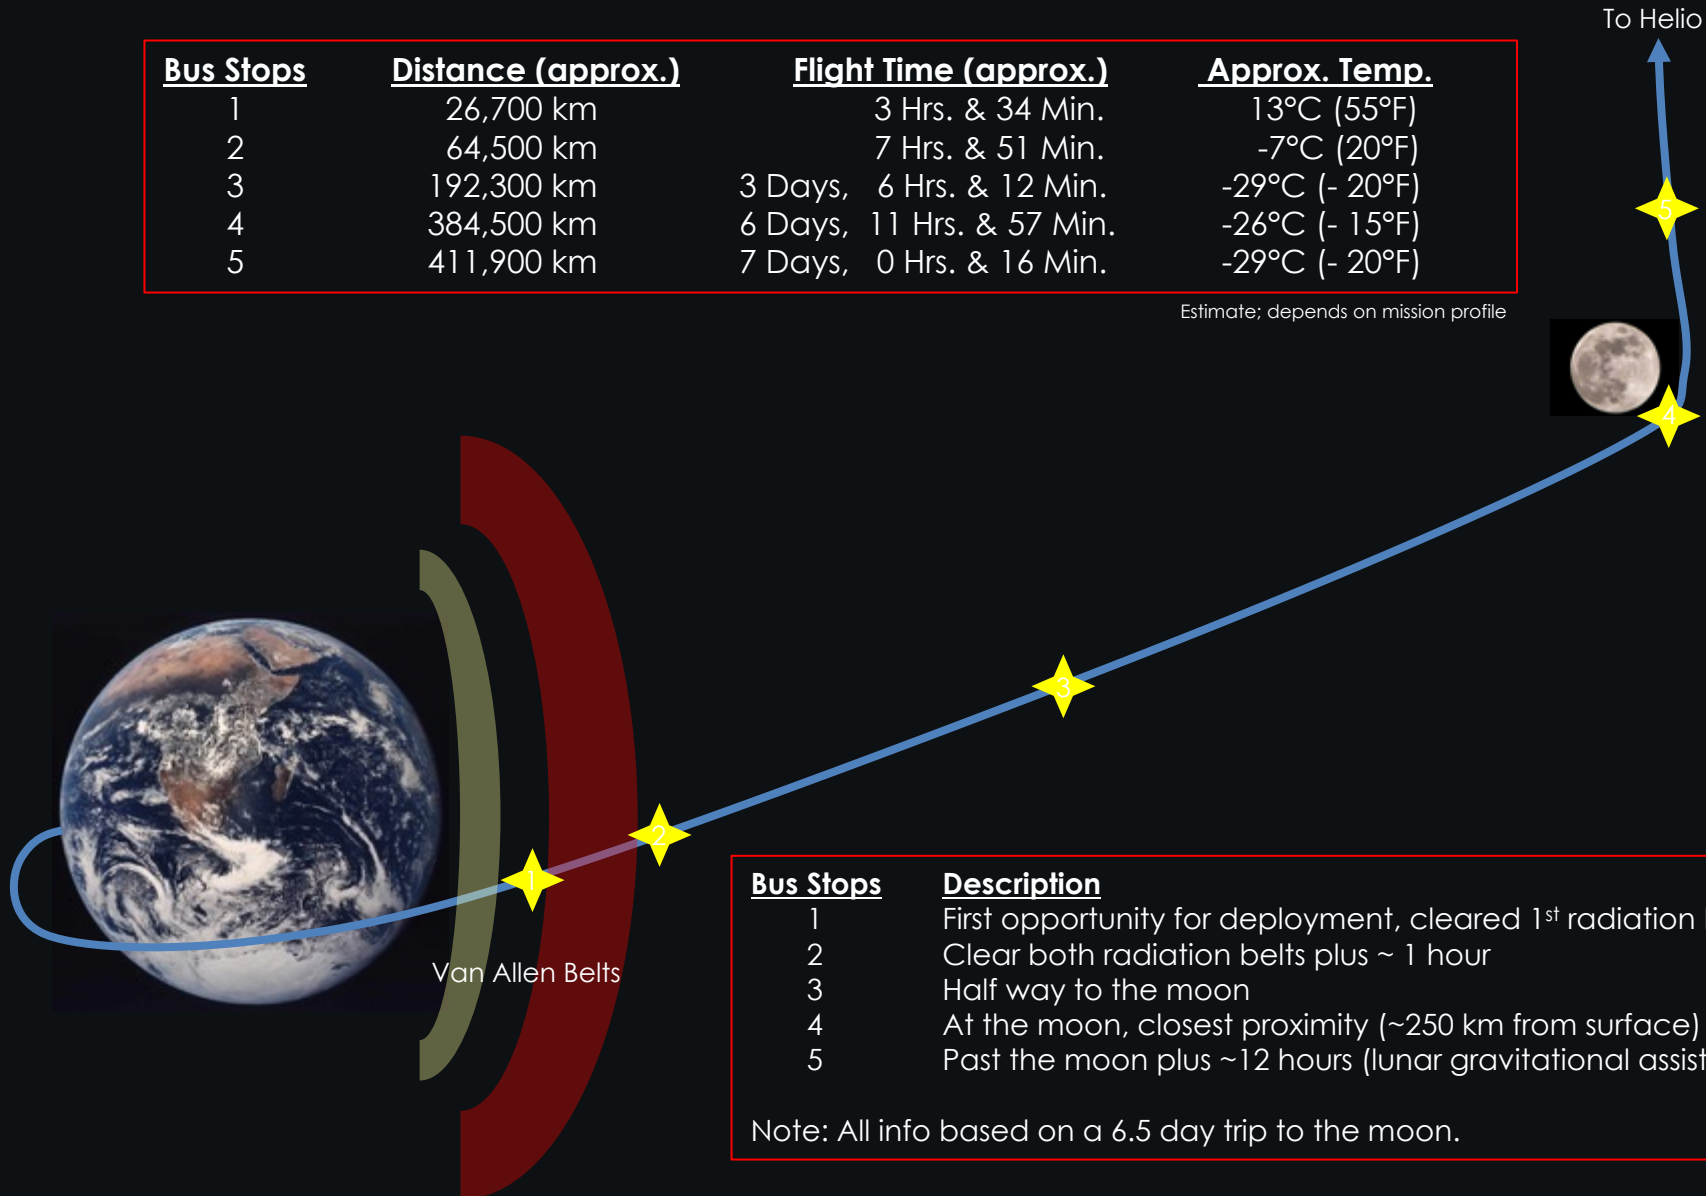 To Helio
Bus Stops Distance (approx.) Flight Time (approx.) Approx. Temp.
1 26,700 km 3 Hrs. & 34 Min. 13°C (55°F)
2 64,500 km 7 Hrs. & 51 Min. -7°C (20°F)
3 192,300 km 3 Days, 6 Hrs. & 12 Min. -29°C (- 20°F)
4 384,500 km 6 Days, 11 Hrs. & 57 Min. -26°C (- 15°F)
5 411,900 km 7 Days, 0 Hrs. & 16 Min. -29°C (- 20°F)
Estimate; depends on mission profile
5
4
3
2
1
Van Allen Belts
Bus Stops Description
1 First opportunity for deployment, cleared 1st radiation
2 Clear both radiation belts plus ~ 1 hour
3 Half way to the moon
4 At the moon, closest proximity (~250 km from surface)
5 Past the moon plus ~12 hours (lunar gravitational assist
Note: All info based on a 6.5 day trip to the moon.